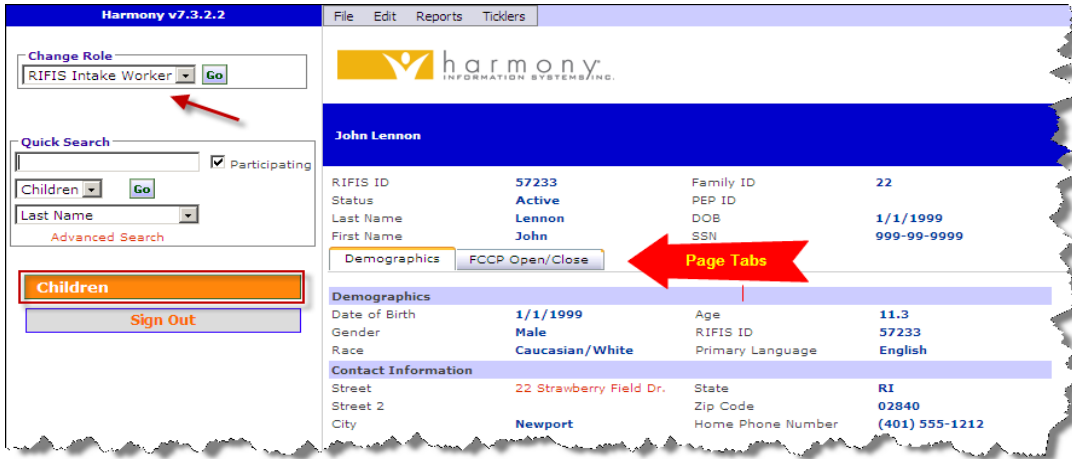 Harmony v7.3.2.2
File Edit Reports Ticklers
Change Role
RIFIS Intake Worker Go
Quick Search
Participating
Children Go
Last Name
Advanced Search
Children
Sign Out
harmony
INFORMATION SYSTEMS, INC.
John Lennon
RIFIS ID 57233 Family ID 22
Status Active PEP ID
Last Name Lennon DOB 1/1/1999
First Name John SSN 999-99-9999
Demographics FCCP Open/Close Page Tabs
Demographics
Date of Birth 1/1/1999 Age 11.3
Gender Male RIFIS ID 57233
Race Caucasian/White Primary Language English
Contact Information
Street 22 Strawberry Field Dr. State RI
Street 2 Zip Code 02840
City Newport Home Phone Number (401) 555-1212